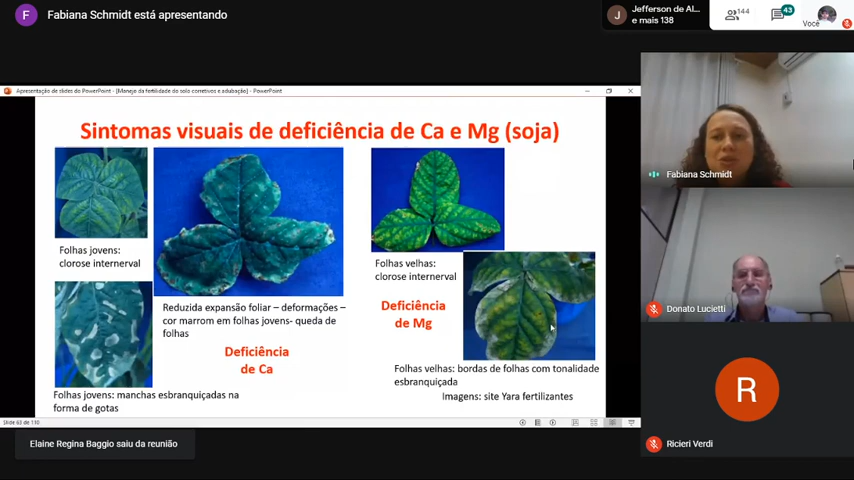 F Fabiana Schmidt está apresentando
J Jefferson de Al...
e mais 138
144
43
Você
Apresentação de slides do PowerPoint - [Manejo da fertilidade do solo corretivos e adubação] - PowerPoint
Sintomas visuais de deficiência de Ca e Mg (soja)
Folhas jovens:
clorose internerval
Reduzida expansão foliar – deformações –
cor marrom em folhas jovens- queda de
folhas
Deficiência
de Ca
Folhas jovens: manchas esbranquiçadas na
forma de gotas
Folhas velhas:
clorose internerval
Deficiência
de Mg
Folhas velhas: bordas de folhas com tonalidade
esbranquiçada
Imagens: site Yara fertilizantes
Slide 63 de 110
Fabiana Schmidt
Donato Lucietti
R
Ricieri Verdi
Elaine Regina Baggio saiu da reunião